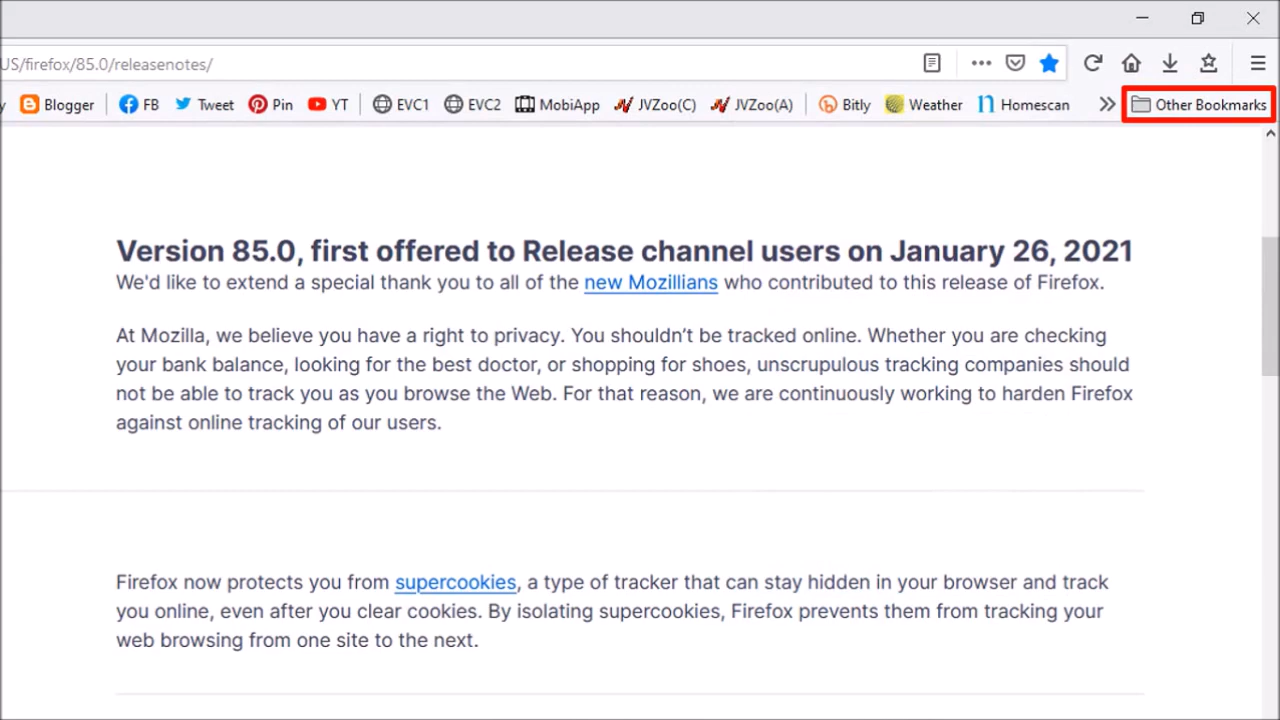 US/firefox/85.0/releasenotes/
y Blogger FB Tweet Pin YT EVC1 EVC2 MobiApp JVZoo(C) JVZoo(A) Bitly Weather Homescan Other Bookmarks
Version 85.0, first offered to Release channel users on January 26, 2021
We'd like to extend a special thank you to all of the new Mozillians who contributed to this release of Firefox.
At Mozilla, we believe you have a right to privacy. You shouldn’t be tracked online. Whether you are checking
your bank balance, looking for the best doctor, or shopping for shoes, unscrupulous tracking companies should
not be able to track you as you browse the Web. For that reason, we are continuously working to harden Firefox
against online tracking of our users.
Firefox now protects you from supercookies, a type of tracker that can stay hidden in your browser and track
you online, even after you clear cookies. By isolating supercookies, Firefox prevents them from tracking your
web browsing from one site to the next.